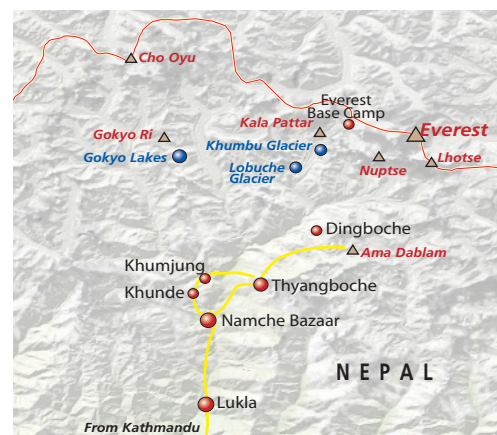 Cho Oyu
Everest
Base Camp
Kala Pattar
Everest
Gokyo Ri
Khumbu Glacier
Gokyo Lakes
Lobuche
Glacier
Nuptse
Lhotse
Dingboche
Ama Dablam
Khumjung
Thyangboche
Khunde
Namche Bazaar
NEPAL
Lukla
From Kathmandu